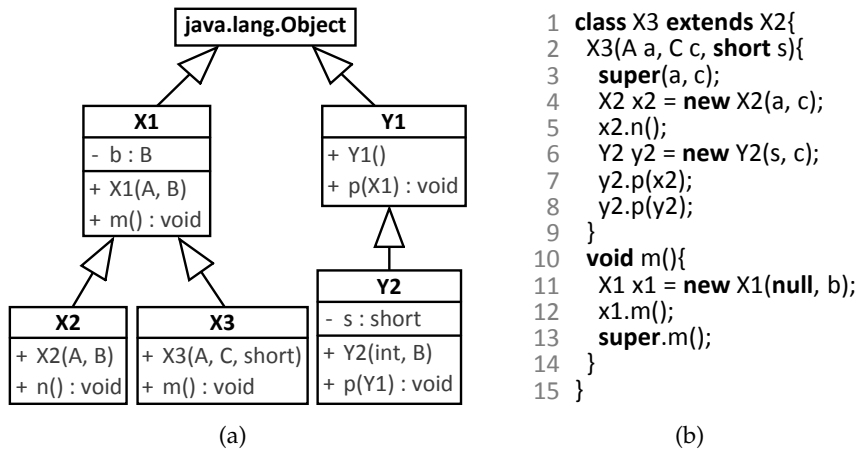 java.lang.Object
X1
- b : B
+ X1(A, B)
+ m() : void
Y1
+ Y1()
+ p(X1) : void
X2
+ X2(A, B)
+ n() : void
X3
+ X3(A, C, short)
+ m() : void
Y2
- s : short
+ Y2(int, B)
+ p(Y1) : void
(a)
1 class X3 extends X2{
2 X3(A a, C c, short s){
3 super(a, c);
4 X2 x2 = new X2(a, c);
5 x2.n();
6 Y2 y2 = new Y2(s, c);
7 y2.p(x2);
8 y2.p(y2);
9 }
10 void m(){
11 X1 x1 = new X1(null, b);
12 x1.m();
13 super.m();
14 }
15 }
(b)